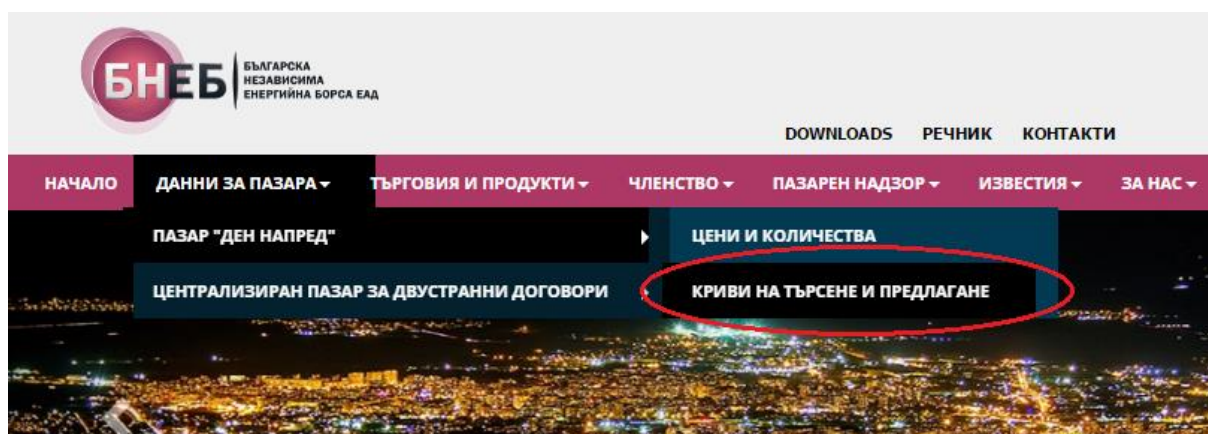 БНЕБ
БЪЛГАРСКА
НЕЗАВИСИМА
ЕНЕРГИЙНА БОРСА ЕАД
DOWNLOADS РЕЧНИК КОНТАКТИ
НАЧАЛО ДАННИ ЗА ПАЗАРА ТЪРГОВИЯ И ПРОДУКТИ ЧЛЕНСТВО ПАЗАРЕН НАДЗОР ИЗВЕСТИЯ ЗА НАС
ПАЗАР "ДЕН НАПРЕД" ЦЕНИ И КОЛИЧЕСТВА
ЦЕНТРАЛИЗИРАН ПАЗАР ЗА ДВУСТРАННИ ДОГОВОРИ КРИВИ НА ТЪРСЕНЕ И ПРЕДЛАГАНЕ